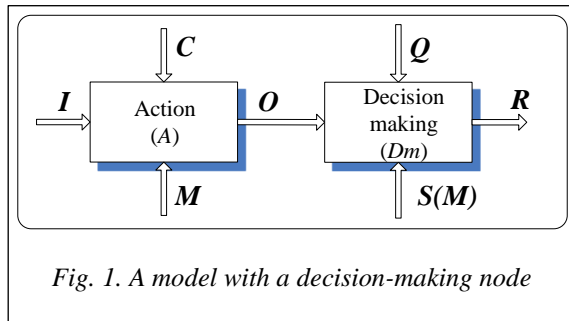 C
Q
I
Action
(A)
O
Decision
making
(Dm)
R
M
S(M)
Fig. 1. A model with a decision-making node